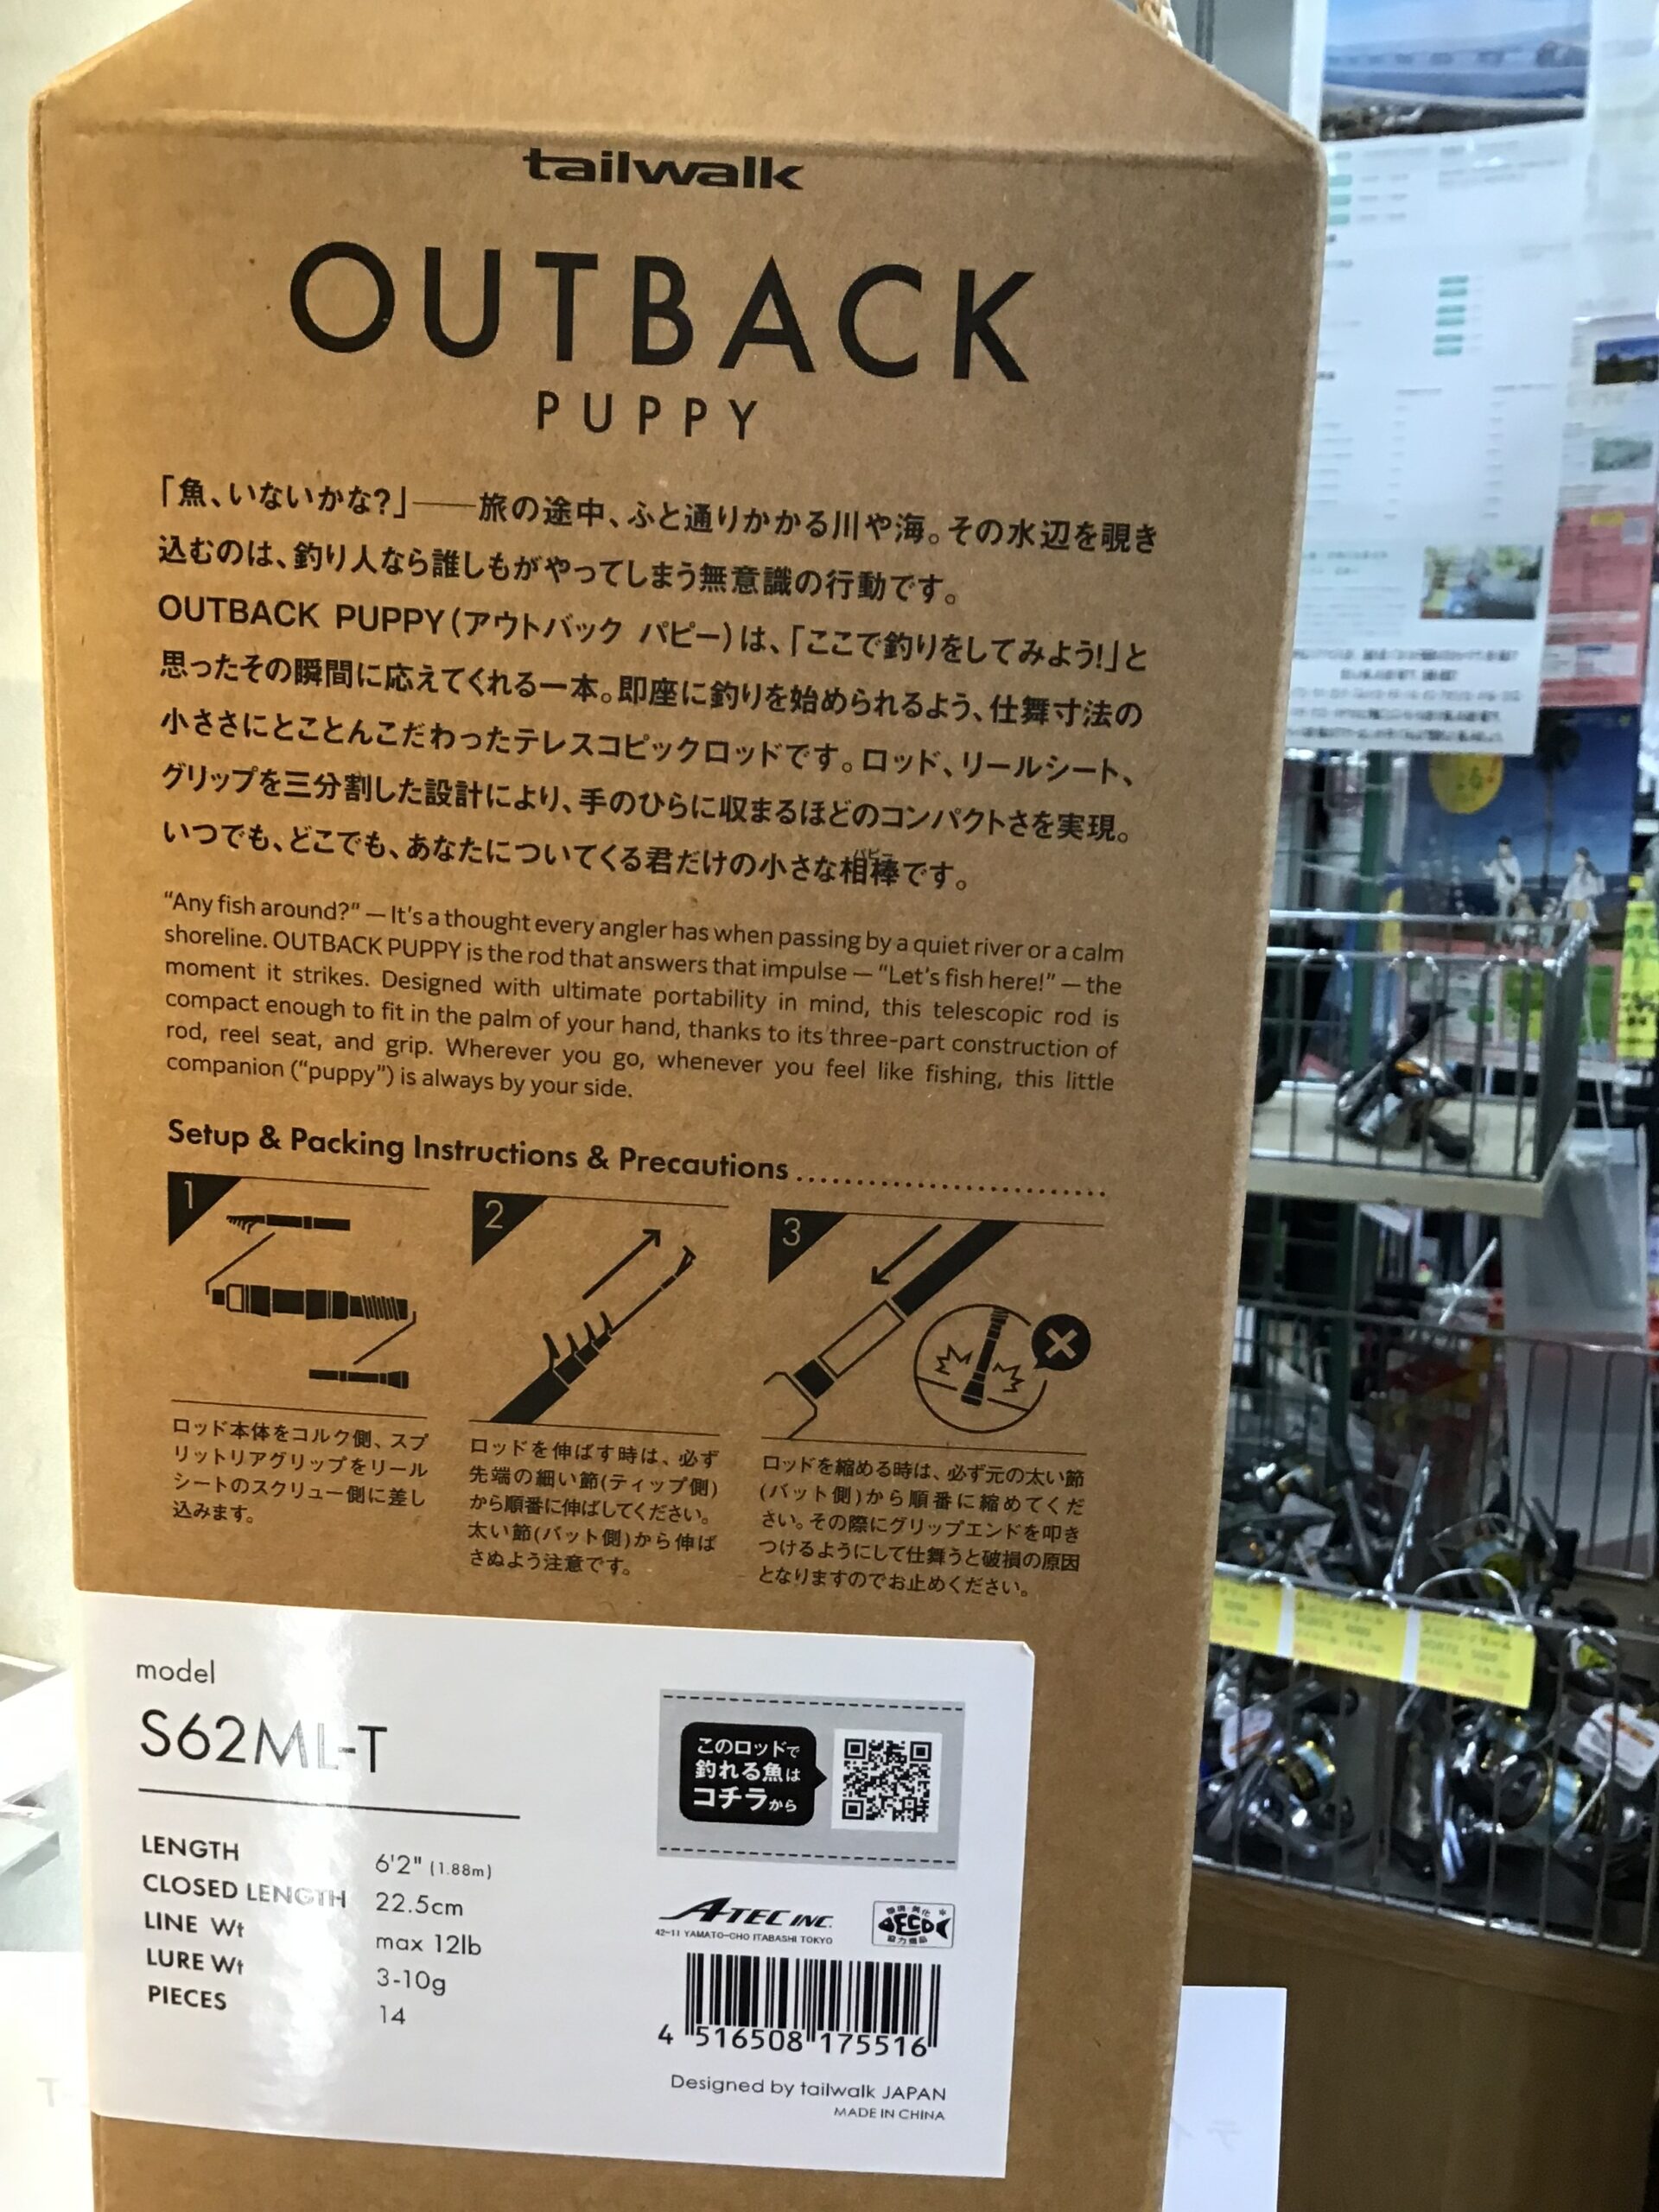 tailwalk
OUTBACK
PUPPY
「魚、いないかな?」──旅の途中、ふと通りかかる川や海。その水辺を覗き
込むのは、釣り人なら誰しもがやってしまう無意識の行動です。
OUTBACK PUPPY(アウトバック パピー)は、「ここで釣りをしてみよう!」と
思ったその瞬間に応えてくれる一本。即座に釣りを始められるよう、仕舞寸法の
小ささにとことんこだわったテレスコピックロッドです。ロッド、リールシート、
グリップを三分割した設計により、手のひらに収まるほどのコンパクトさを実現。
いつでも、どこでも、あなたについてくる君だけの小さな相棒です。
“Any fish around?” — It’s a thought every angler has when passing by a quiet river or a calm
shoreline. OUTBACK PUPPY is the rod that answers that impulse — “Let’s fish here!” — the
moment it strikes. Designed with ultimate portability in mind, this telescopic rod is
compact enough to fit in the palm of your hand, thanks to its three-part construction of
rod, reel seat, and grip. Wherever you go, whenever you feel like fishing, this little
companion (“puppy”) is always by your side.
Setup & Packing Instructions & Precautions
1
ロッド本体をコルク側、スプ
リットリアグリップをリール
シートのスクリュー側に差し
込みます。
2
ロッドを伸ばす時は、必ず
先端の細い節(ティップ側)
から順番に伸ばしてください。
太い節(バット側)から伸ば
さぬよう注意です。
3
ロッドを縮める時は、必ず元の太い節
(バット側)から順番に縮めてくだ
さい。その際にグリップエンドを叩き
つけるようにして仕舞うと破損の原因
となりますのでお止めください。
model
S62ML-T
LENGTH 6'2" (1.88m)
CLOSED LENGTH 22.5cm
LINE Wt max 12lb
LURE Wt 3-10g
PIECES 14
このロッドで
釣れる魚は
コチラから
A-TEC INC.
42-11 YAMATO-CHO ITABASHI TOKYO
ECO
4 516508 175516
Designed by tailwalk JAPAN
MADE IN CHINA